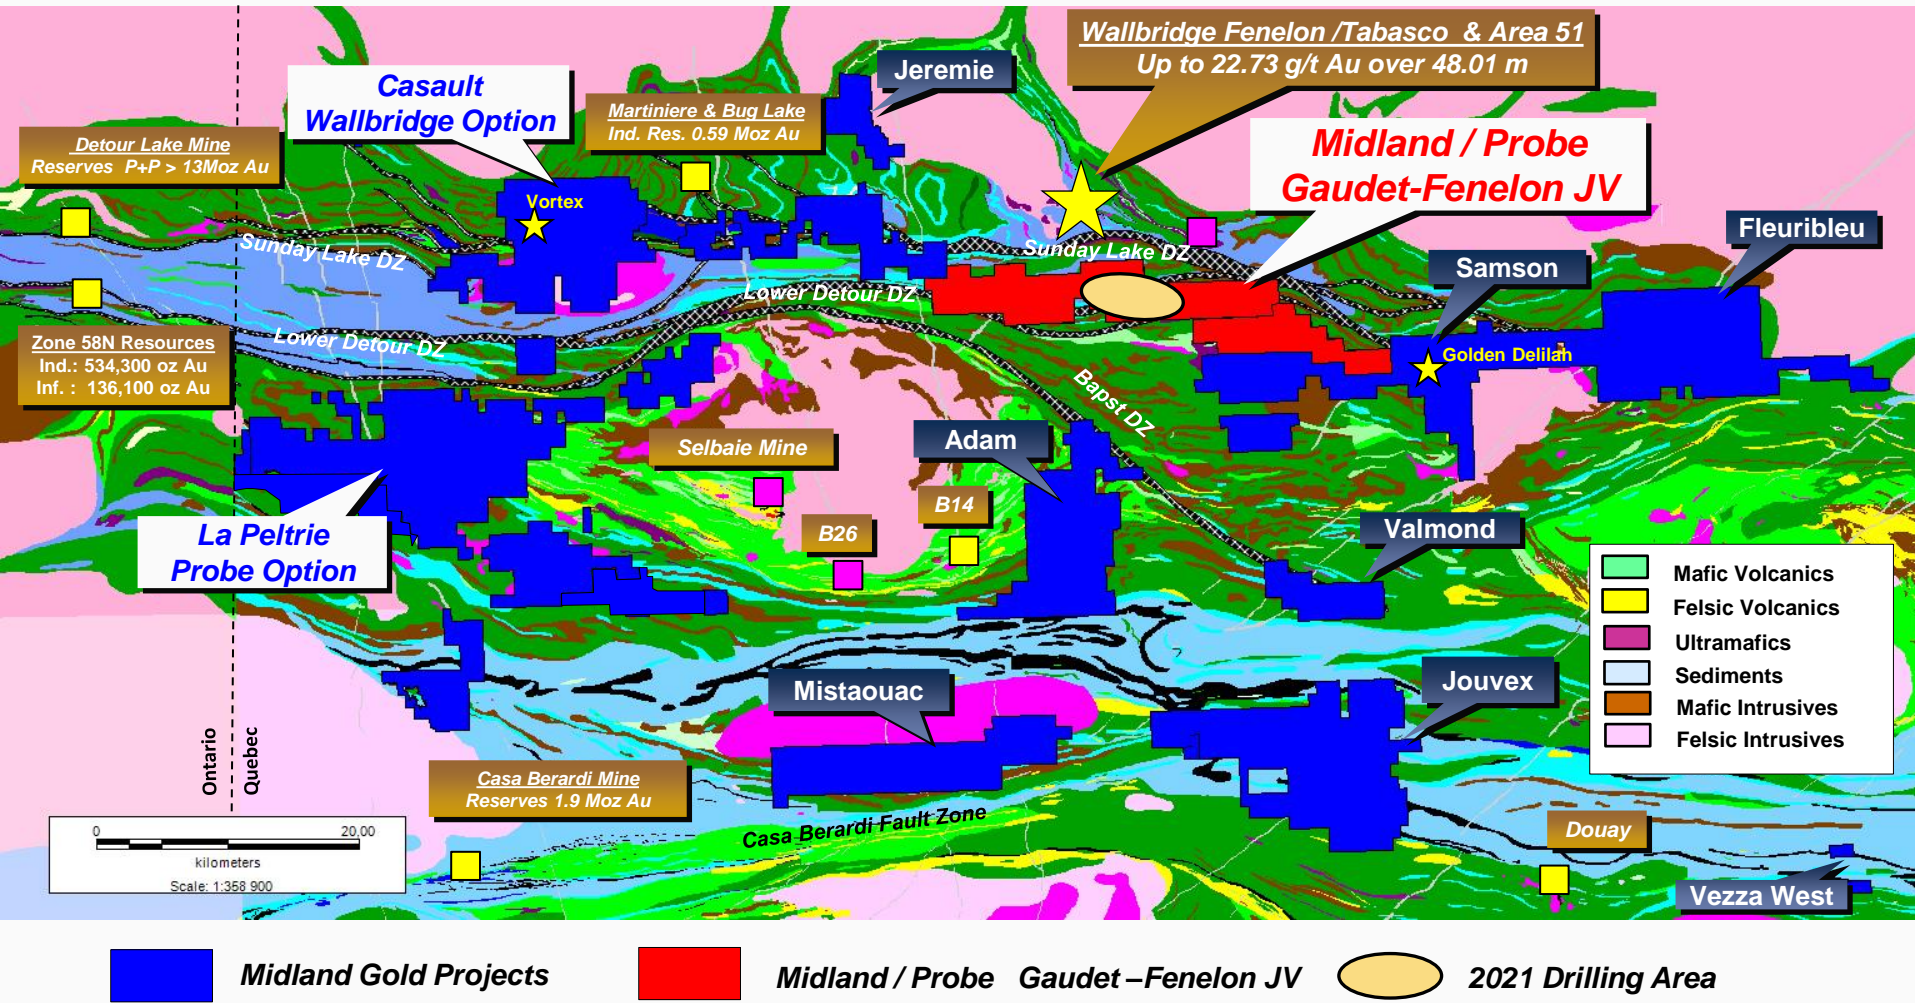 Wallbridge Fenelon /Tabasco & Area 51
Up to 22.73 g/t Au over 48.01 m
Jeremie
Casault
Wallbridge Option
Martiniere & Bug Lake
Ind. Res. 0.59 Moz Au
Detour Lake Mine
Reserves P+P > 13Moz Au
Midland / Probe
Gaudet-Fenelon JV
Vortex
Fleuribleu
Sunday Lake DZ
Sunday Lake DZ
Samson
Lower Detour DZ
Lower Detour DZ
Zone 58N Resources
Ind.: 534,300 oz Au
Inf. : 136,100 oz Au
Golden Delilah
Bapst DZ
Selbaie Mine
Adam
B14
B26
Valmond
La Peltrie
Probe Option
Mafic Volcanics
Felsic Volcanics
Ultramafics
Sediments
Mafic Intrusives
Felsic Intrusives
Mistaouac
Jouvex
Ontario
Quebec
Casa Berardi Mine
Reserves 1.9 Moz Au
Casa Berardi Fault Zone
Douay
0 20,00
kilometers
Scale: 1:358 900
Vezza West
Midland Gold Projects
Midland / Probe Gaudet–Fenelon JV
2021 Drilling Area